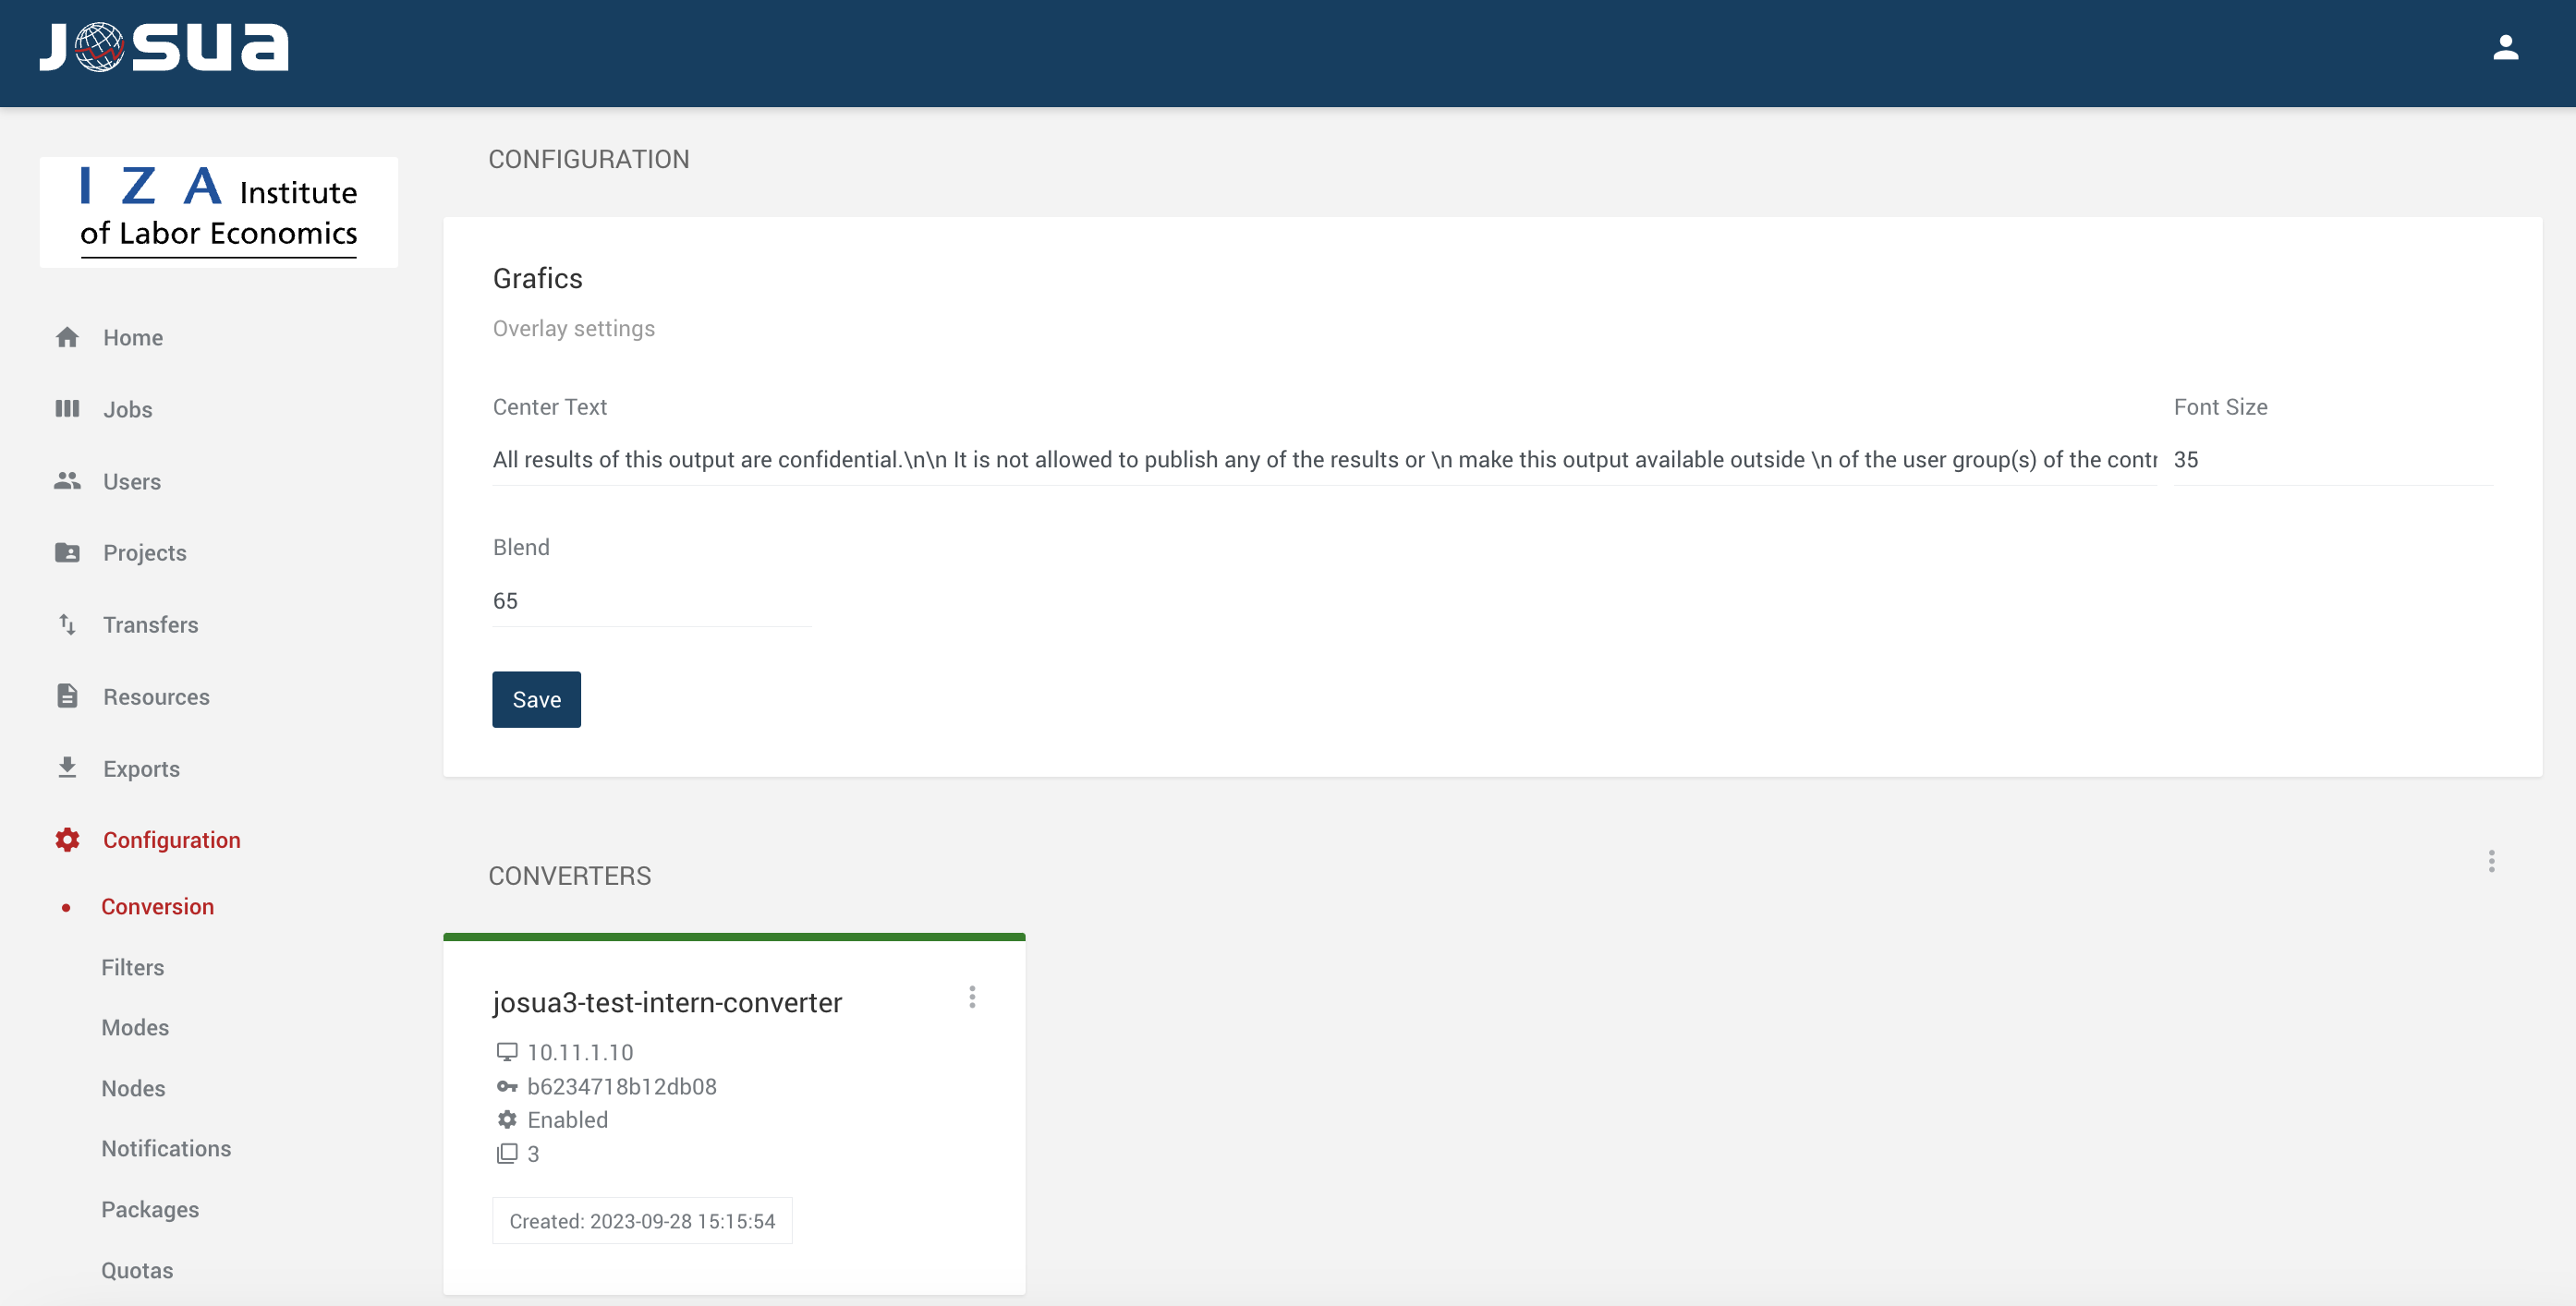 Josua
IZA Institute
of Labor Economics
Home
Jobs
Users
Projects
Transfers
Resources
Exports
Configuration
Conversion
Filters
Modes
Nodes
Notifications
Packages
Quotas
CONFIGURATION
Grafics
Overlay settings
Center Text
All results of this output are confidential.\n\n It is not allowed to publish any of the results or \n make this output available outside \n of the user group(s) of the
Font Size
35
Blend
65
Save
CONVERTERS
josua3-test-intern-converter
10.11.1.10
b6234718b12db08
Enabled
3
Created: 2023-09-28 15:15:54